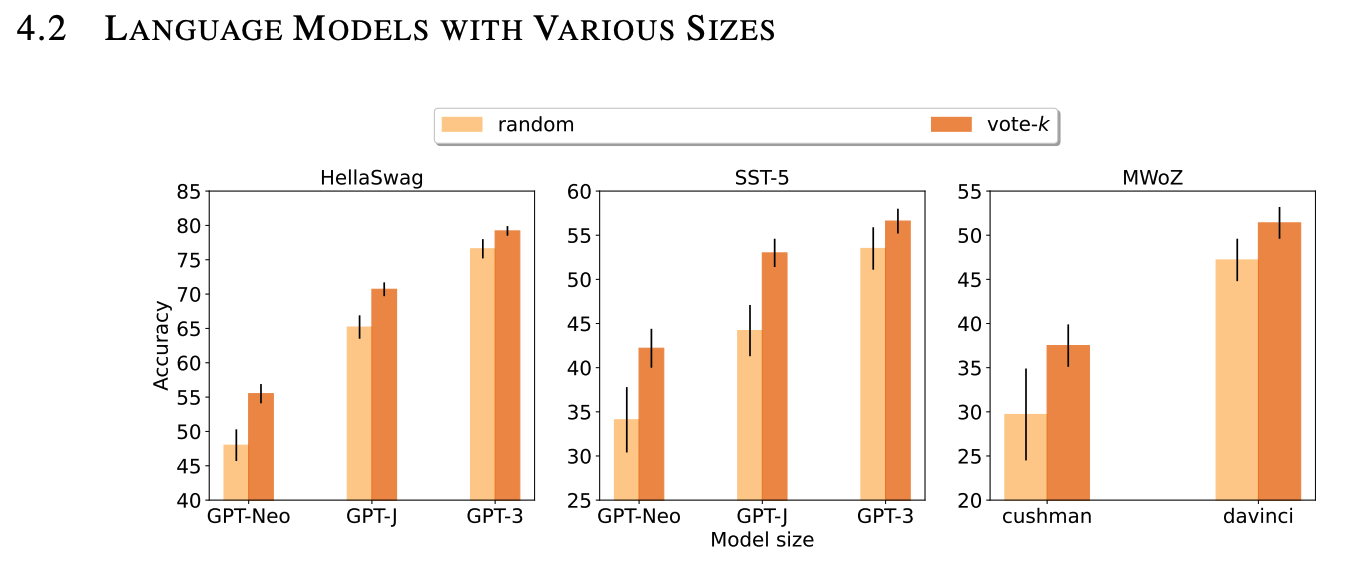 4.2 LANGUAGE MODELS WITH VARIOUS SIZES
random vote-k
HellaSwag SST-5 MWoZ
85 60 55
80 55 50
75 50 45
70 45 40
65 40 35
60 35 30
55 30 25
50 25 20
45
40
Accuracy
GPT-Neo GPT-J GPT-3 GPT-Neo GPT-J GPT-3 cushman davinci
Model size